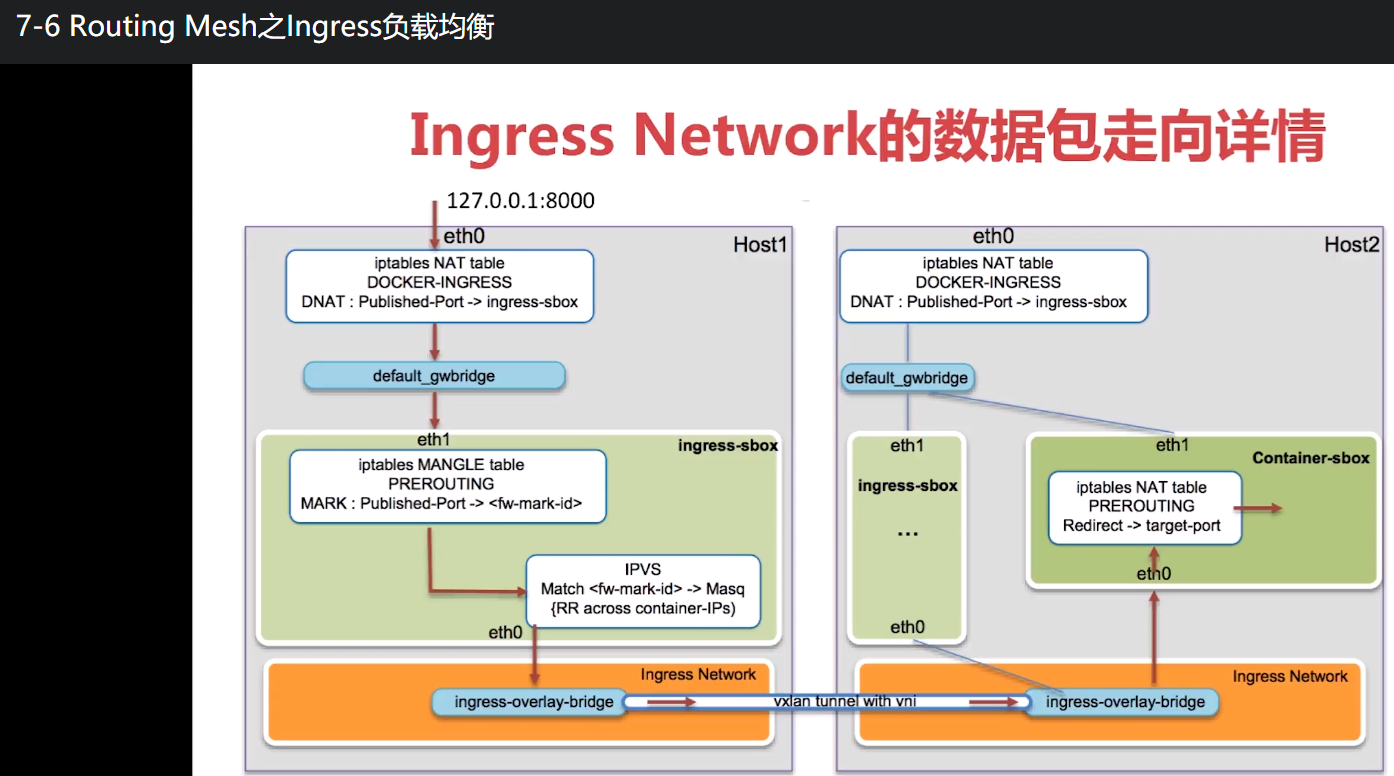 7-6 Routing Mesh之Ingress负载均衡
Ingress Network的数据包走向详情
127.0.0.1:8000
eth0
Host1
iptables NAT table
DOCKER-INGRESS
DNAT : Published-Port -> ingress-sbox
default_gwbridge
eth1
ingress-sbox
iptables MANGLE table
PREROUTING
MARK : Published-Port -> <fw-mark-id>
IPVS
Match <fw-mark-id> -> Masq
{RR across container-IPs)
eth0
Ingress Network
ingress-overlay-bridge
vxlan tunnel with vni
eth0
Host2
iptables NAT table
DOCKER-INGRESS
DNAT : Published-Port -> ingress-sbox
default_gwbridge
eth1
ingress-sbox
...
eth0
eth1
Container-sbox
iptables NAT table
PREROUTING
Redirect -> target-port
eth0
Ingress Network
ingress-overlay-bridge